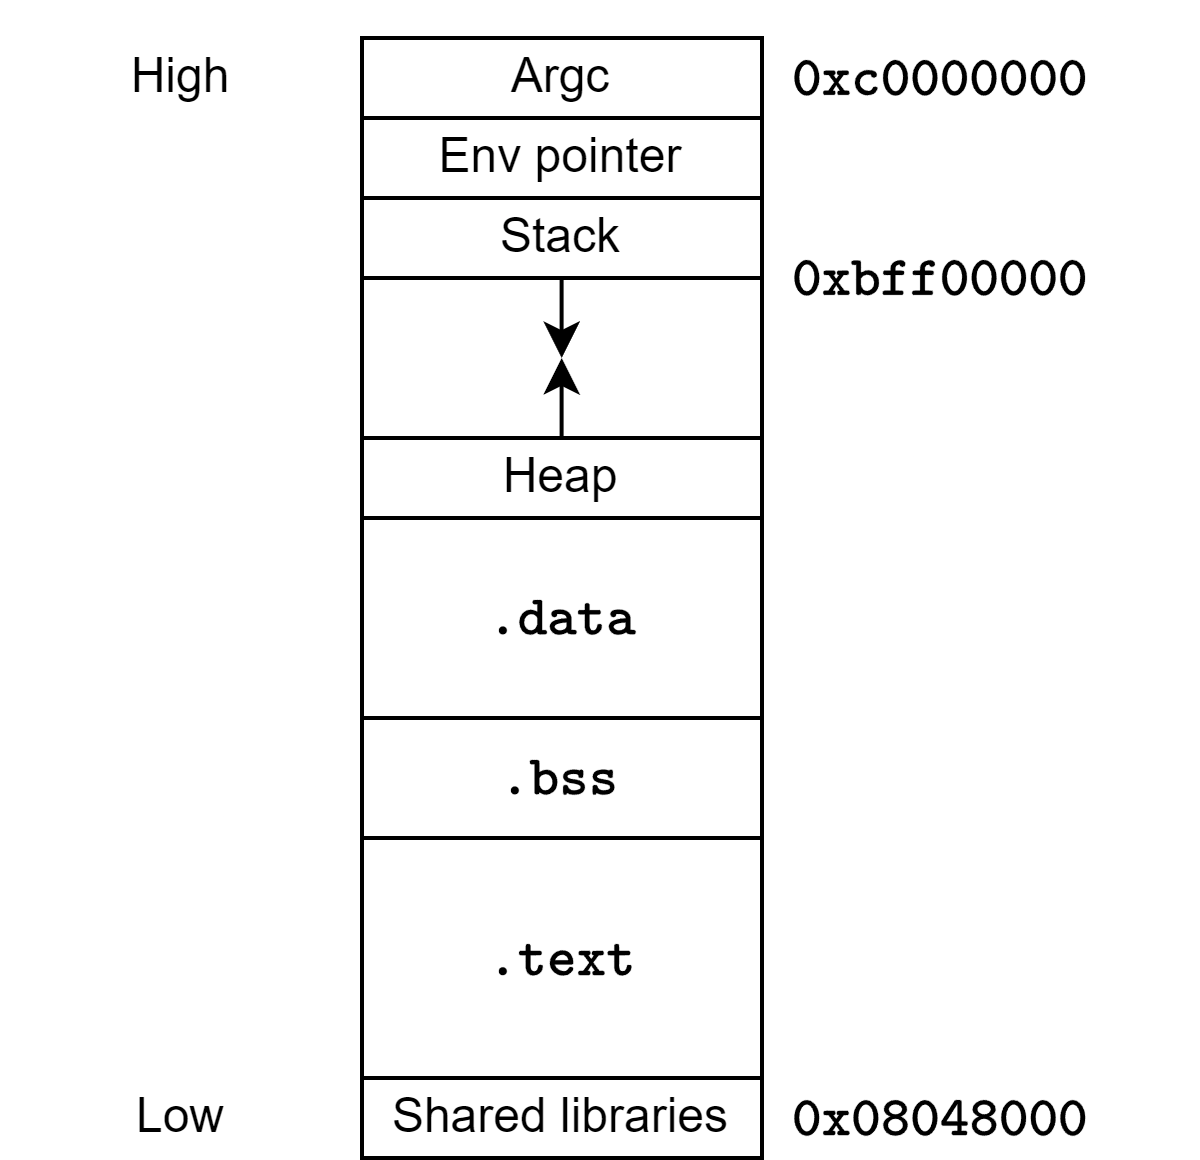 High
Argc
0xc0000000
Env pointer
Stack
0xbff00000
Heap
.data
.bss
.text
Low
Shared libraries
0x08048000